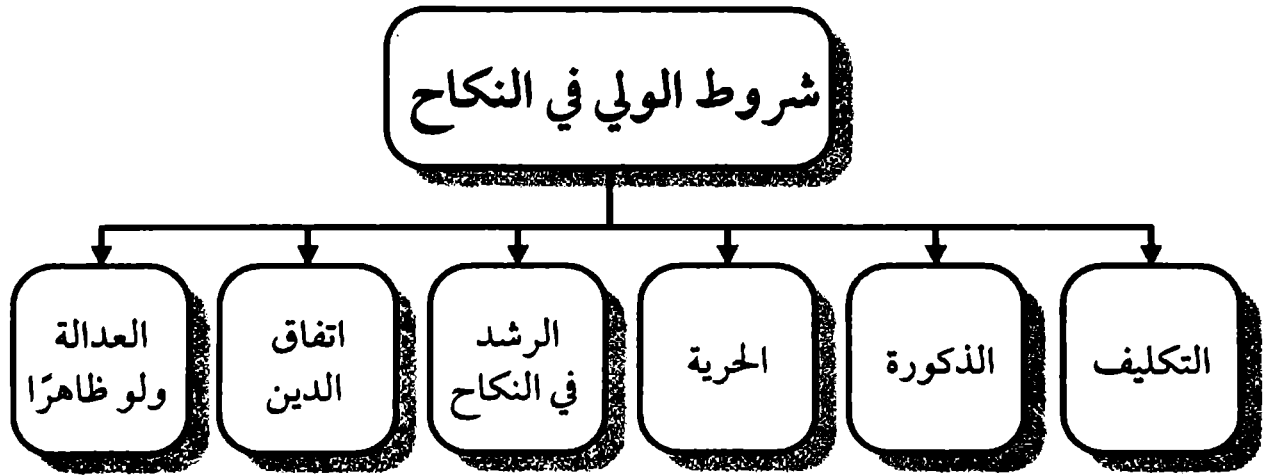 شروط الولي في النكاح
التكليف
الذكورة
الحرية
الرشد
في النكاح
اتفاق
الدين
العدالة
ولو ظاهرًا